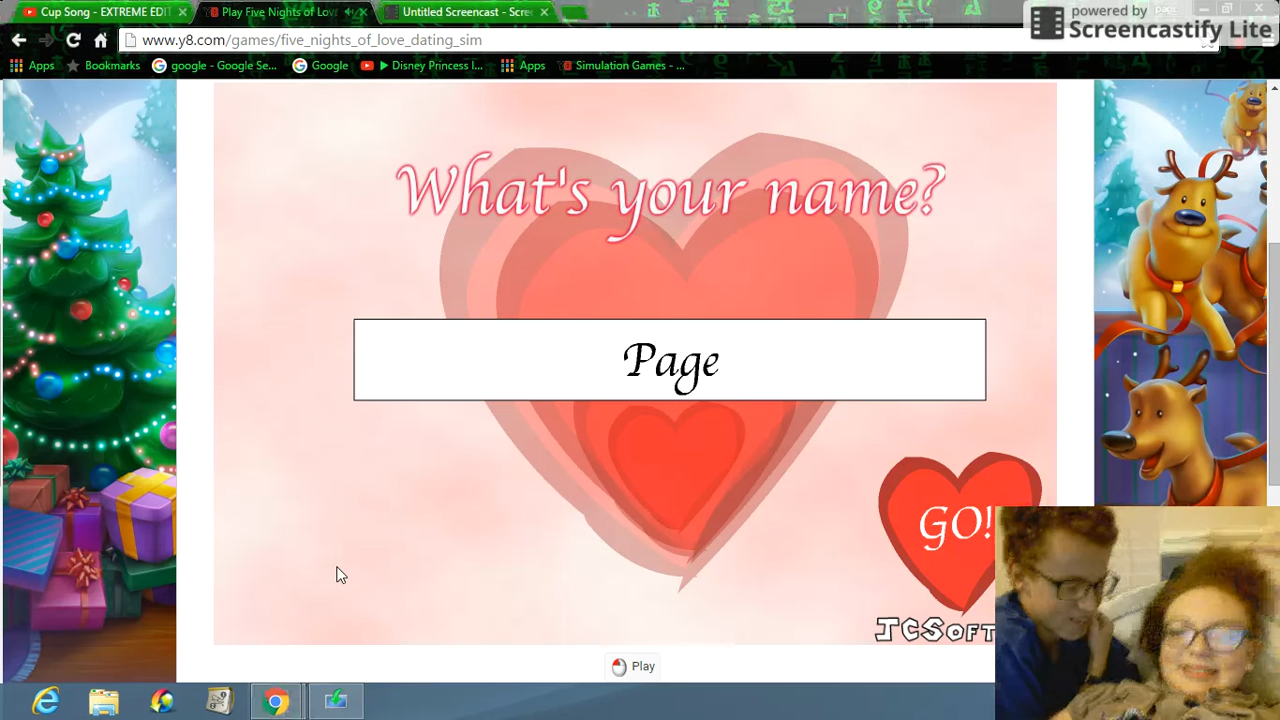 Cup Song - EXTREME EDIT
Play Five Nights of Lov
Untitled Screencast - Scre
powered by
Screencastify Lite
www.y8.com/games/five_nights_of_love_dating_sim
Apps
Bookmarks
google - Google Se...
Google
Disney Princess I...
Apps
Simulation Games - ...
What's your name?
Page
GO!
JCSOFT
Play